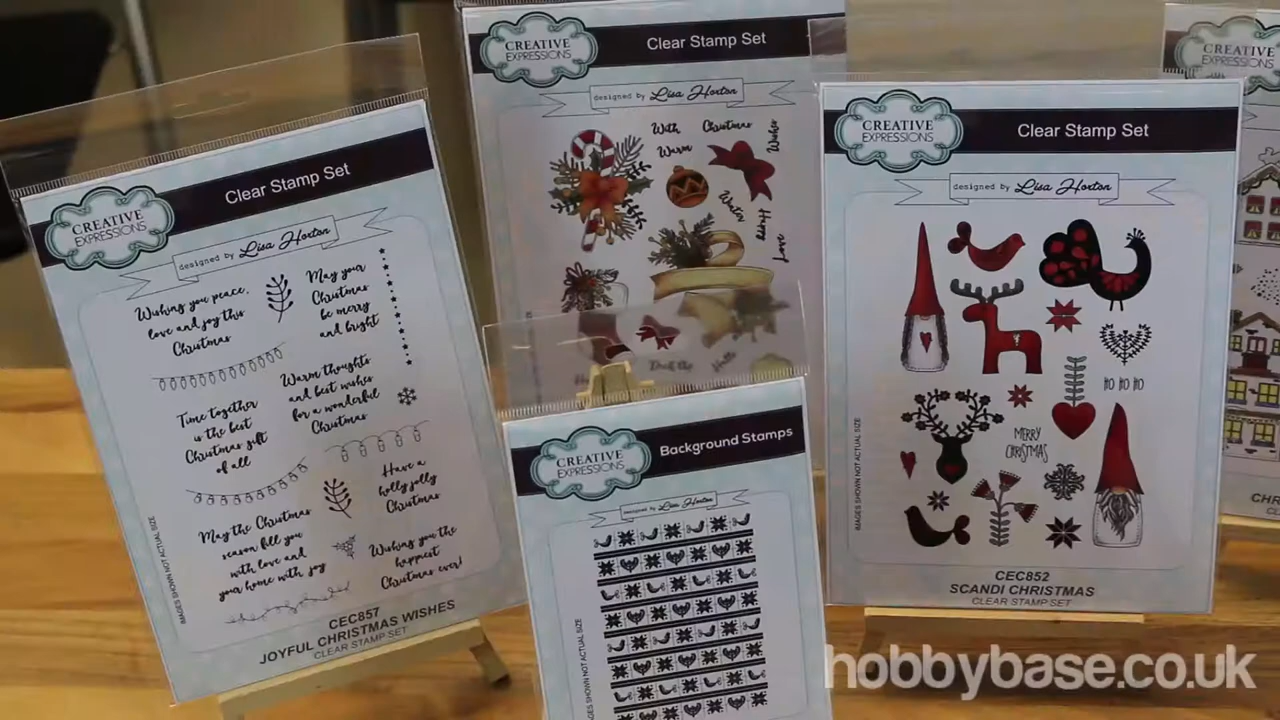 CREATIVE
EXPRESSIONS
Clear Stamp Set
designed by Lisa Horton
Wishing you peace,
love and joy this
Christmas
May your
Christmas
be merry
and bright
Warm thoughts
and best wishes
for a wonderful
Christmas
Time together
is the best
Christmas gift
of all
Have a
holly jolly
Christmas
May the Christmas
season fill you
with love and
your home with joy
Wishing you the
happiest
Christmas ever!
IMAGES SHOWN NOT ACTUAL SIZE
CEC857
JOYFUL CHRISTMAS WISHES
CLEAR STAMP SET
CREATIVE
EXPRESSIONS
Clear Stamp Set
designed by Lisa Horton
With
Christmas
Wishes
Warm
Winter
Happy
Love
CREATIVE
EXPRESSIONS
Background Stamps
designed by Lisa Horton
IMAGES SHOWN NOT ACTUAL SIZE
CREATIVE
EXPRESSIONS
Clear Stamp Set
designed by Lisa Horton
HO HO HO
MERRY
CHRISTMAS
IMAGES SHOWN NOT ACTUAL SIZE
CEC852
SCANDI CHRISTMAS
CLEAR STAMP SET
CREATIVE
EXPRESSIONS
hobbybase.co.uk